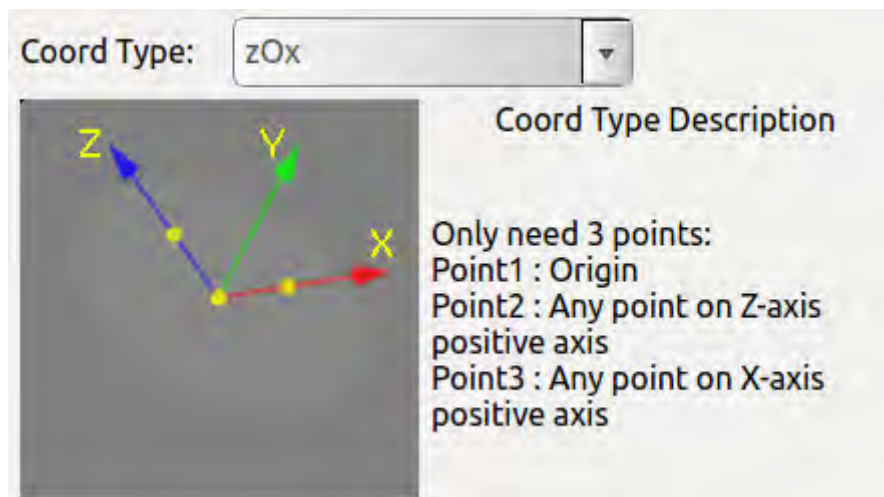 Coord Type:
zOx
Coord Type Description
Z
Y
X
Only need 3 points:
Point1 : Origin
Point2 : Any point on Z-axis
positive axis
Point3 : Any point on X-axis
positive axis